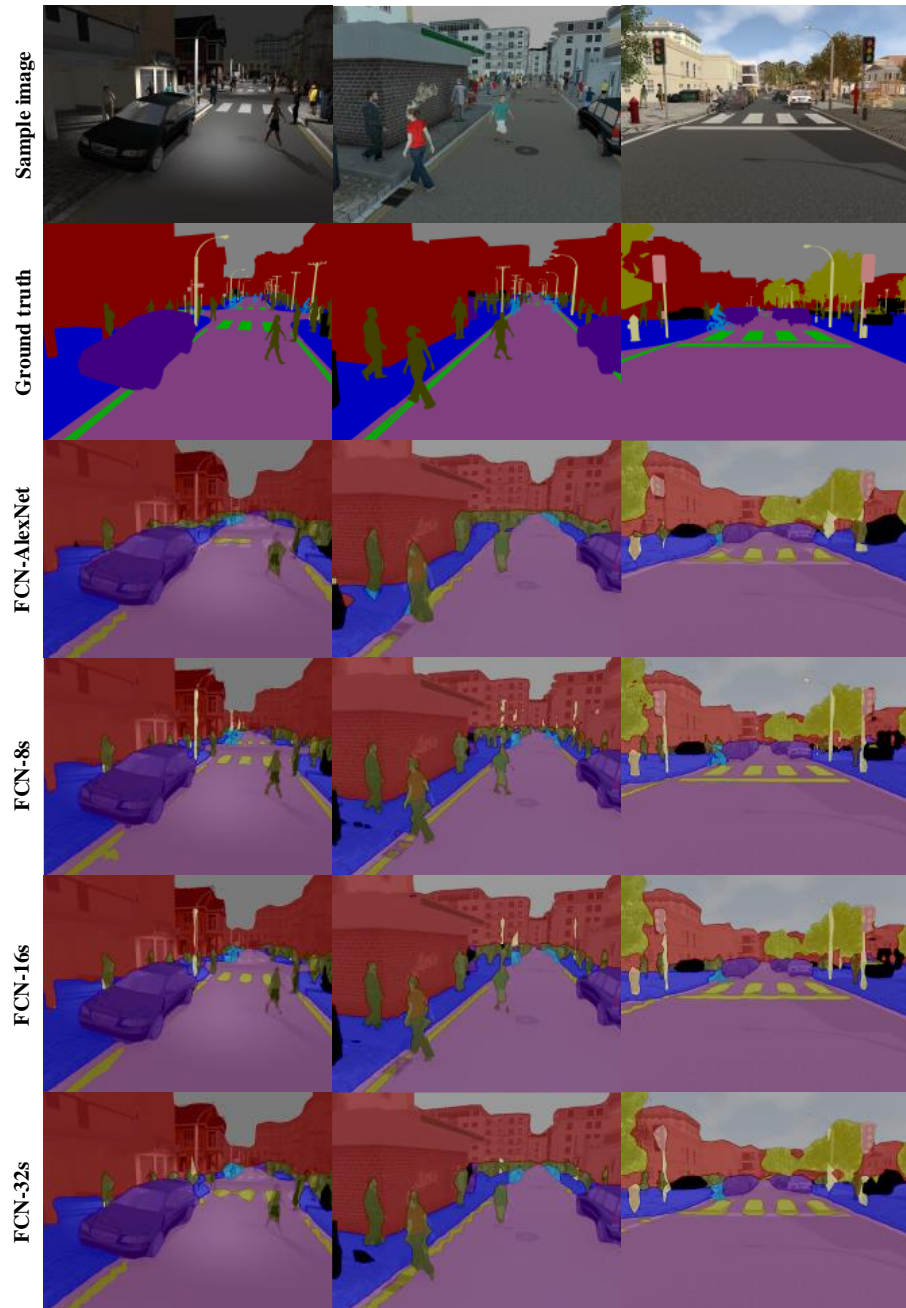 Sample image
Ground truth
FCN-AlexNet
FCN-8s
FCN-16s
FCN-32s